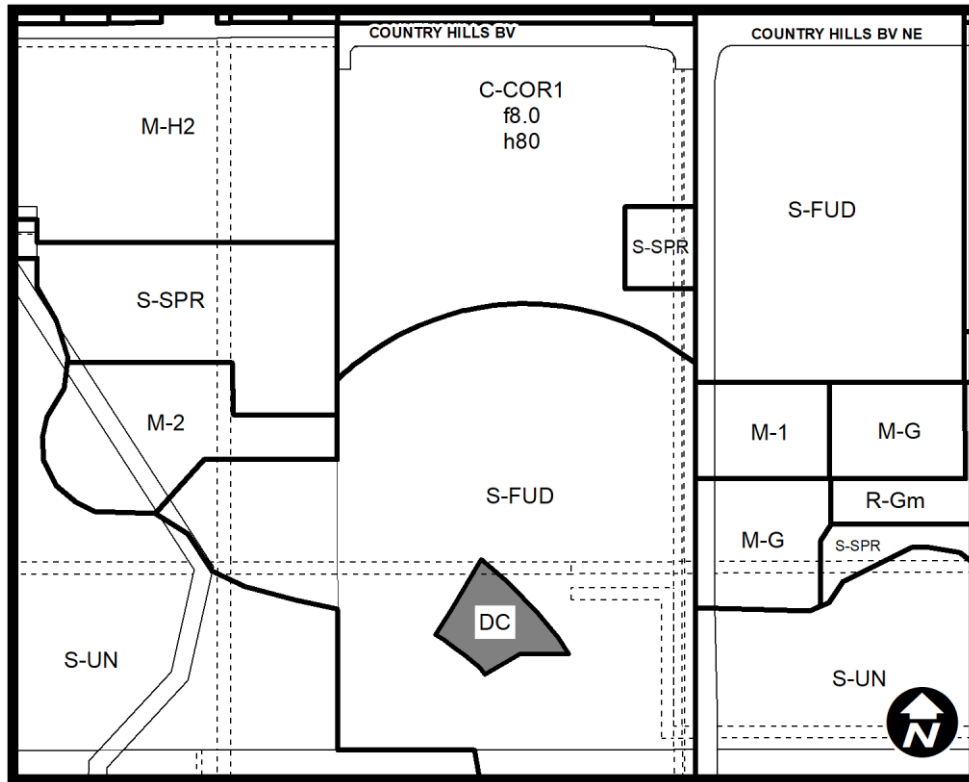 COUNTRY HILLS BV
COUNTRY HILLS BV NE
C-COR1
f8.0
h80
M-H2
S-FUD
S-SPR
S-SPR
M-2
M-1
M-G
S-FUD
R-Gm
M-G
S-SPR
DC
S-UN
S-UN
N